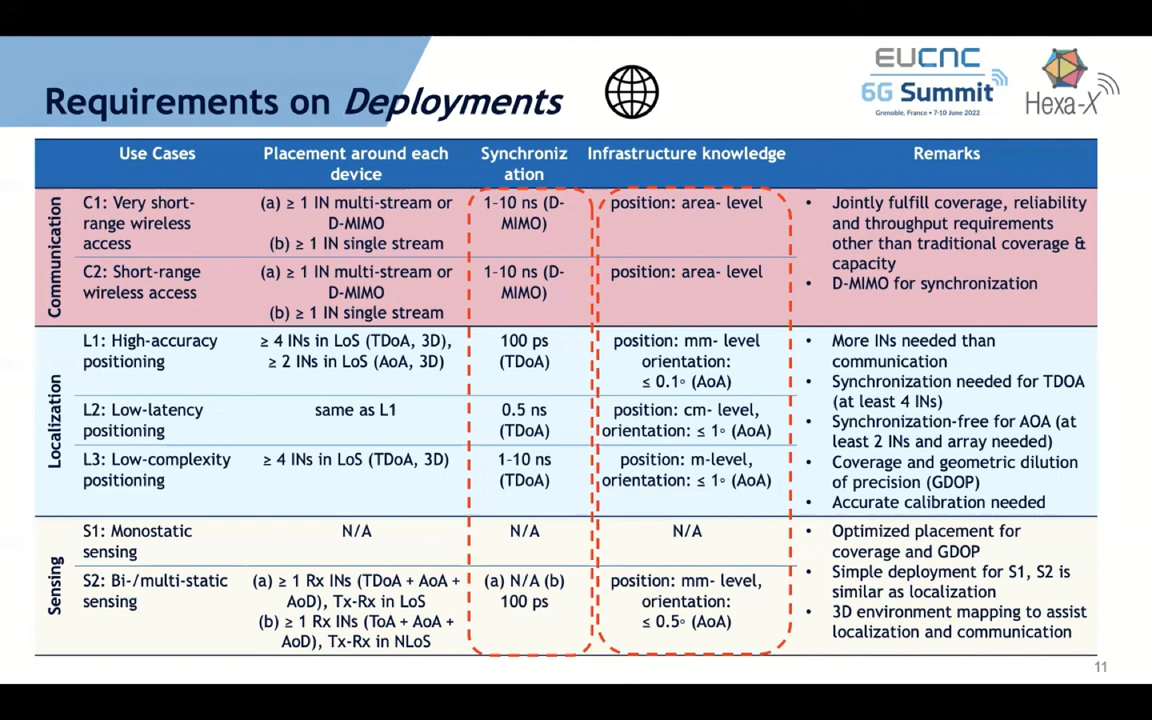 EUCNC
6G Summit
Grenoble, France • 7-10 June 2022
Hexa-X
Requirements on Deployments
Use Cases
Placement around each
device
Synchroniz
ation
Infrastructure knowledge
Remarks
Communication
C1: Very short-
range wireless
access
(a) ≥ 1 IN multi-stream or
D-MIMO
(b) ≥ 1 IN single stream
1-10 ns (D-
MIMO)
position: area- level
• Jointly fulfill coverage, reliability
and throughput requirements
other than traditional coverage &
capacity
• D-MIMO for synchronization
C2: Short-range
wireless access
(a) ≥ 1 IN multi-stream or
D-MIMO
(b) ≥ 1 IN single stream
1-10 ns (D-
MIMO)
position: area- level
Localization
L1: High-accuracy
positioning
≥ 4 INs in LoS (TDoA, 3D),
≥ 2 INs in LoS (AoA, 3D)
100 ps
(TDoA)
position: mm- level
orientation:
≤ 0.1◦ (AoA)
• More INs needed than
communication
• Synchronization needed for TDOA
(at least 4 INs)
• Synchronization-free for AOA (at
least 2 INs and array needed)
• Coverage and geometric dilution
of precision (GDOP)
• Accurate calibration needed
L2: Low-latency
positioning
same as L1
0.5 ns
(TDoA)
position: cm- level,
orientation: ≤ 1◦ (AoA)
L3: Low-complexity
positioning
≥ 4 INs in LoS (TDoA, 3D)
1-10 ns
(TDoA)
position: m-level,
orientation: ≤ 1◦ (AoA)
Sensing
S1: Monostatic
sensing
N/A
N/A
N/A
• Optimized placement for
coverage and GDOP
• Simple deployment for S1, S2 is
similar as localization
• 3D environment mapping to assist
localization and communication
S2: Bi-/multi-static
sensing
(a) ≥ 1 Rx INs (TDoA + AoA +
AoD), Tx-Rx in LoS
(b) ≥ 1 Rx INs (ToA + AoA +
AoD), Tx-Rx in NLoS
(a) N/A (b)
100 ps
position: mm- level,
orientation:
≤ 0.5◦ (AoA)
11